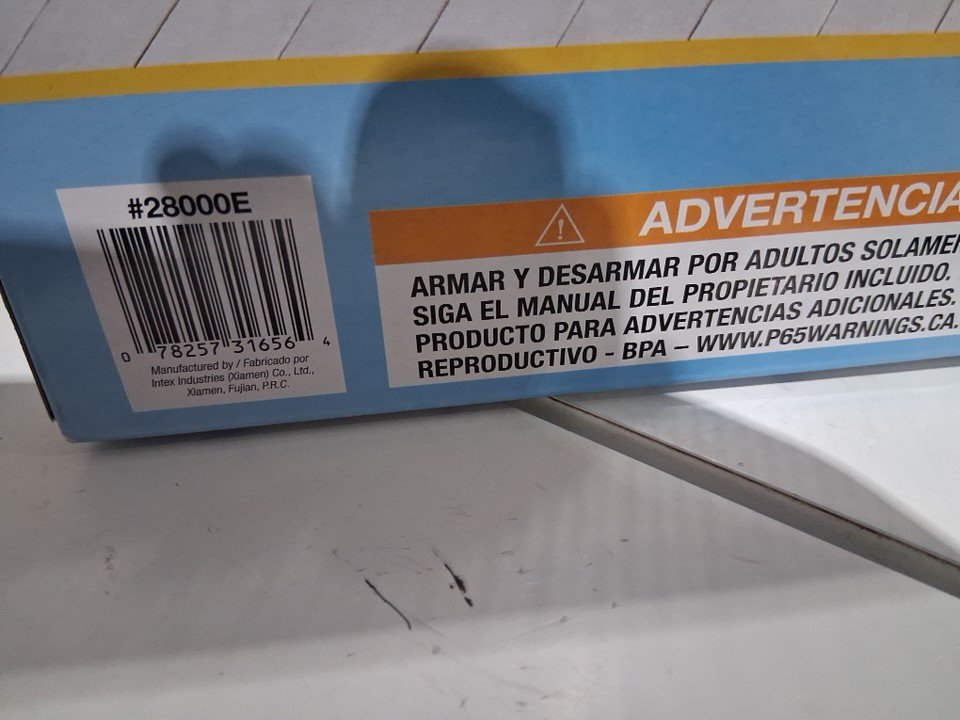 #28000E
0 78257 31656 4
Manufactured by / Fabricado por
Intex Industries (Xiamen) Co., Ltd.,
Xiamen, Fujian, P.R.C.
ADVERTENCIA
ARMAR Y DESARMAR POR ADULTOS SOLAMEN
SIGA EL MANUAL DEL PROPIETARIO INCLUIDO.
PRODUCTO PARA ADVERTENCIAS ADICIONALES.
REPRODUCTIVO - BPA – WWW.P65WARNINGS.CA.